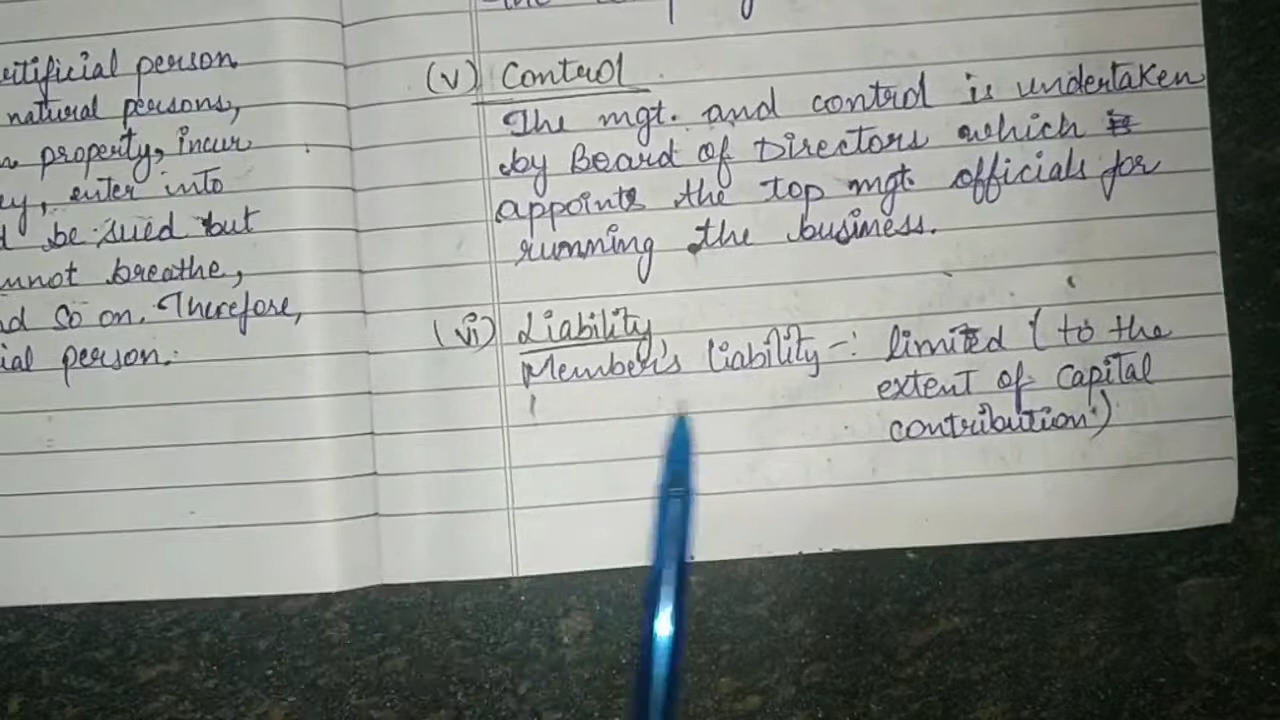 artificial person
natural persons,
property, incur
enter into
be sued but
cannot breathe,
and so on. Therefore,
person.
(v) Control
The mgt. and control is undertaken
by Board of Directors which
appoints the top mgt. officials for
running the business.
(vi) Liability
Member's Liability -: limited (to the
extent of capital
contribution)